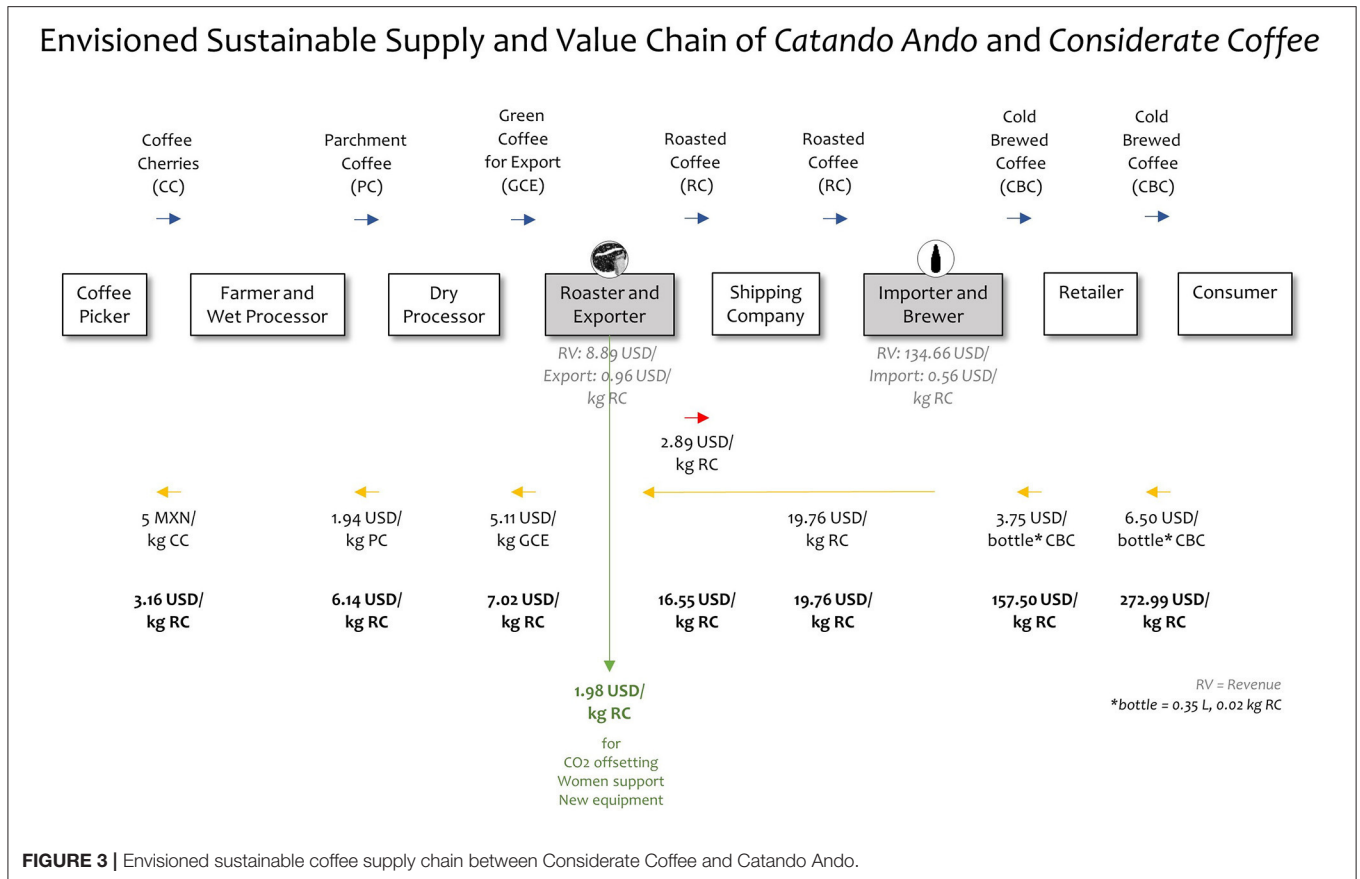 Envisioned Sustainable Supply and Value Chain of Catando Ando and Considerate Coffee
Coffee
Cherries
(CC)
Parchment
Coffee
(PC)
Green
Coffee
for Export
(GCE)
Roasted
Coffee
(RC)
Roasted
Coffee
(RC)
Cold
Brewed
Coffee
(CBC)
Cold
Brewed
Coffee
(CBC)
Coffee
Picker
Farmer and
Wet Processor
Dry
Processor
Roaster and
Exporter
Shipping
Company
Importer and
Brewer
Retailer
Consumer
RV: 8.89 USD/
Export: 0.96 USD/
kg RC
RV: 134.66 USD/
Import: 0.56 USD/
kg RC
2.89 USD/
kg RC
5 MXN/
kg CC
1.94 USD/
kg PC
5.11 USD/
kg GCE
19.76 USD/
kg RC
3.75 USD/
bottle* CBC
6.50 USD/
bottle* CBC
3.16 USD/
kg RC
6.14 USD/
kg RC
7.02 USD/
kg RC
16.55 USD/
kg RC
19.76 USD/
kg RC
157.50 USD/
kg RC
272.99 USD/
kg RC
1.98 USD/
kg RC
for
CO2 offsetting
Women support
New equipment
RV = Revenue
*bottle = 0.35 L, 0.02 kg RC
FIGURE 3 | Envisioned sustainable coffee supply chain between Considerate Coffee and Catando Ando.